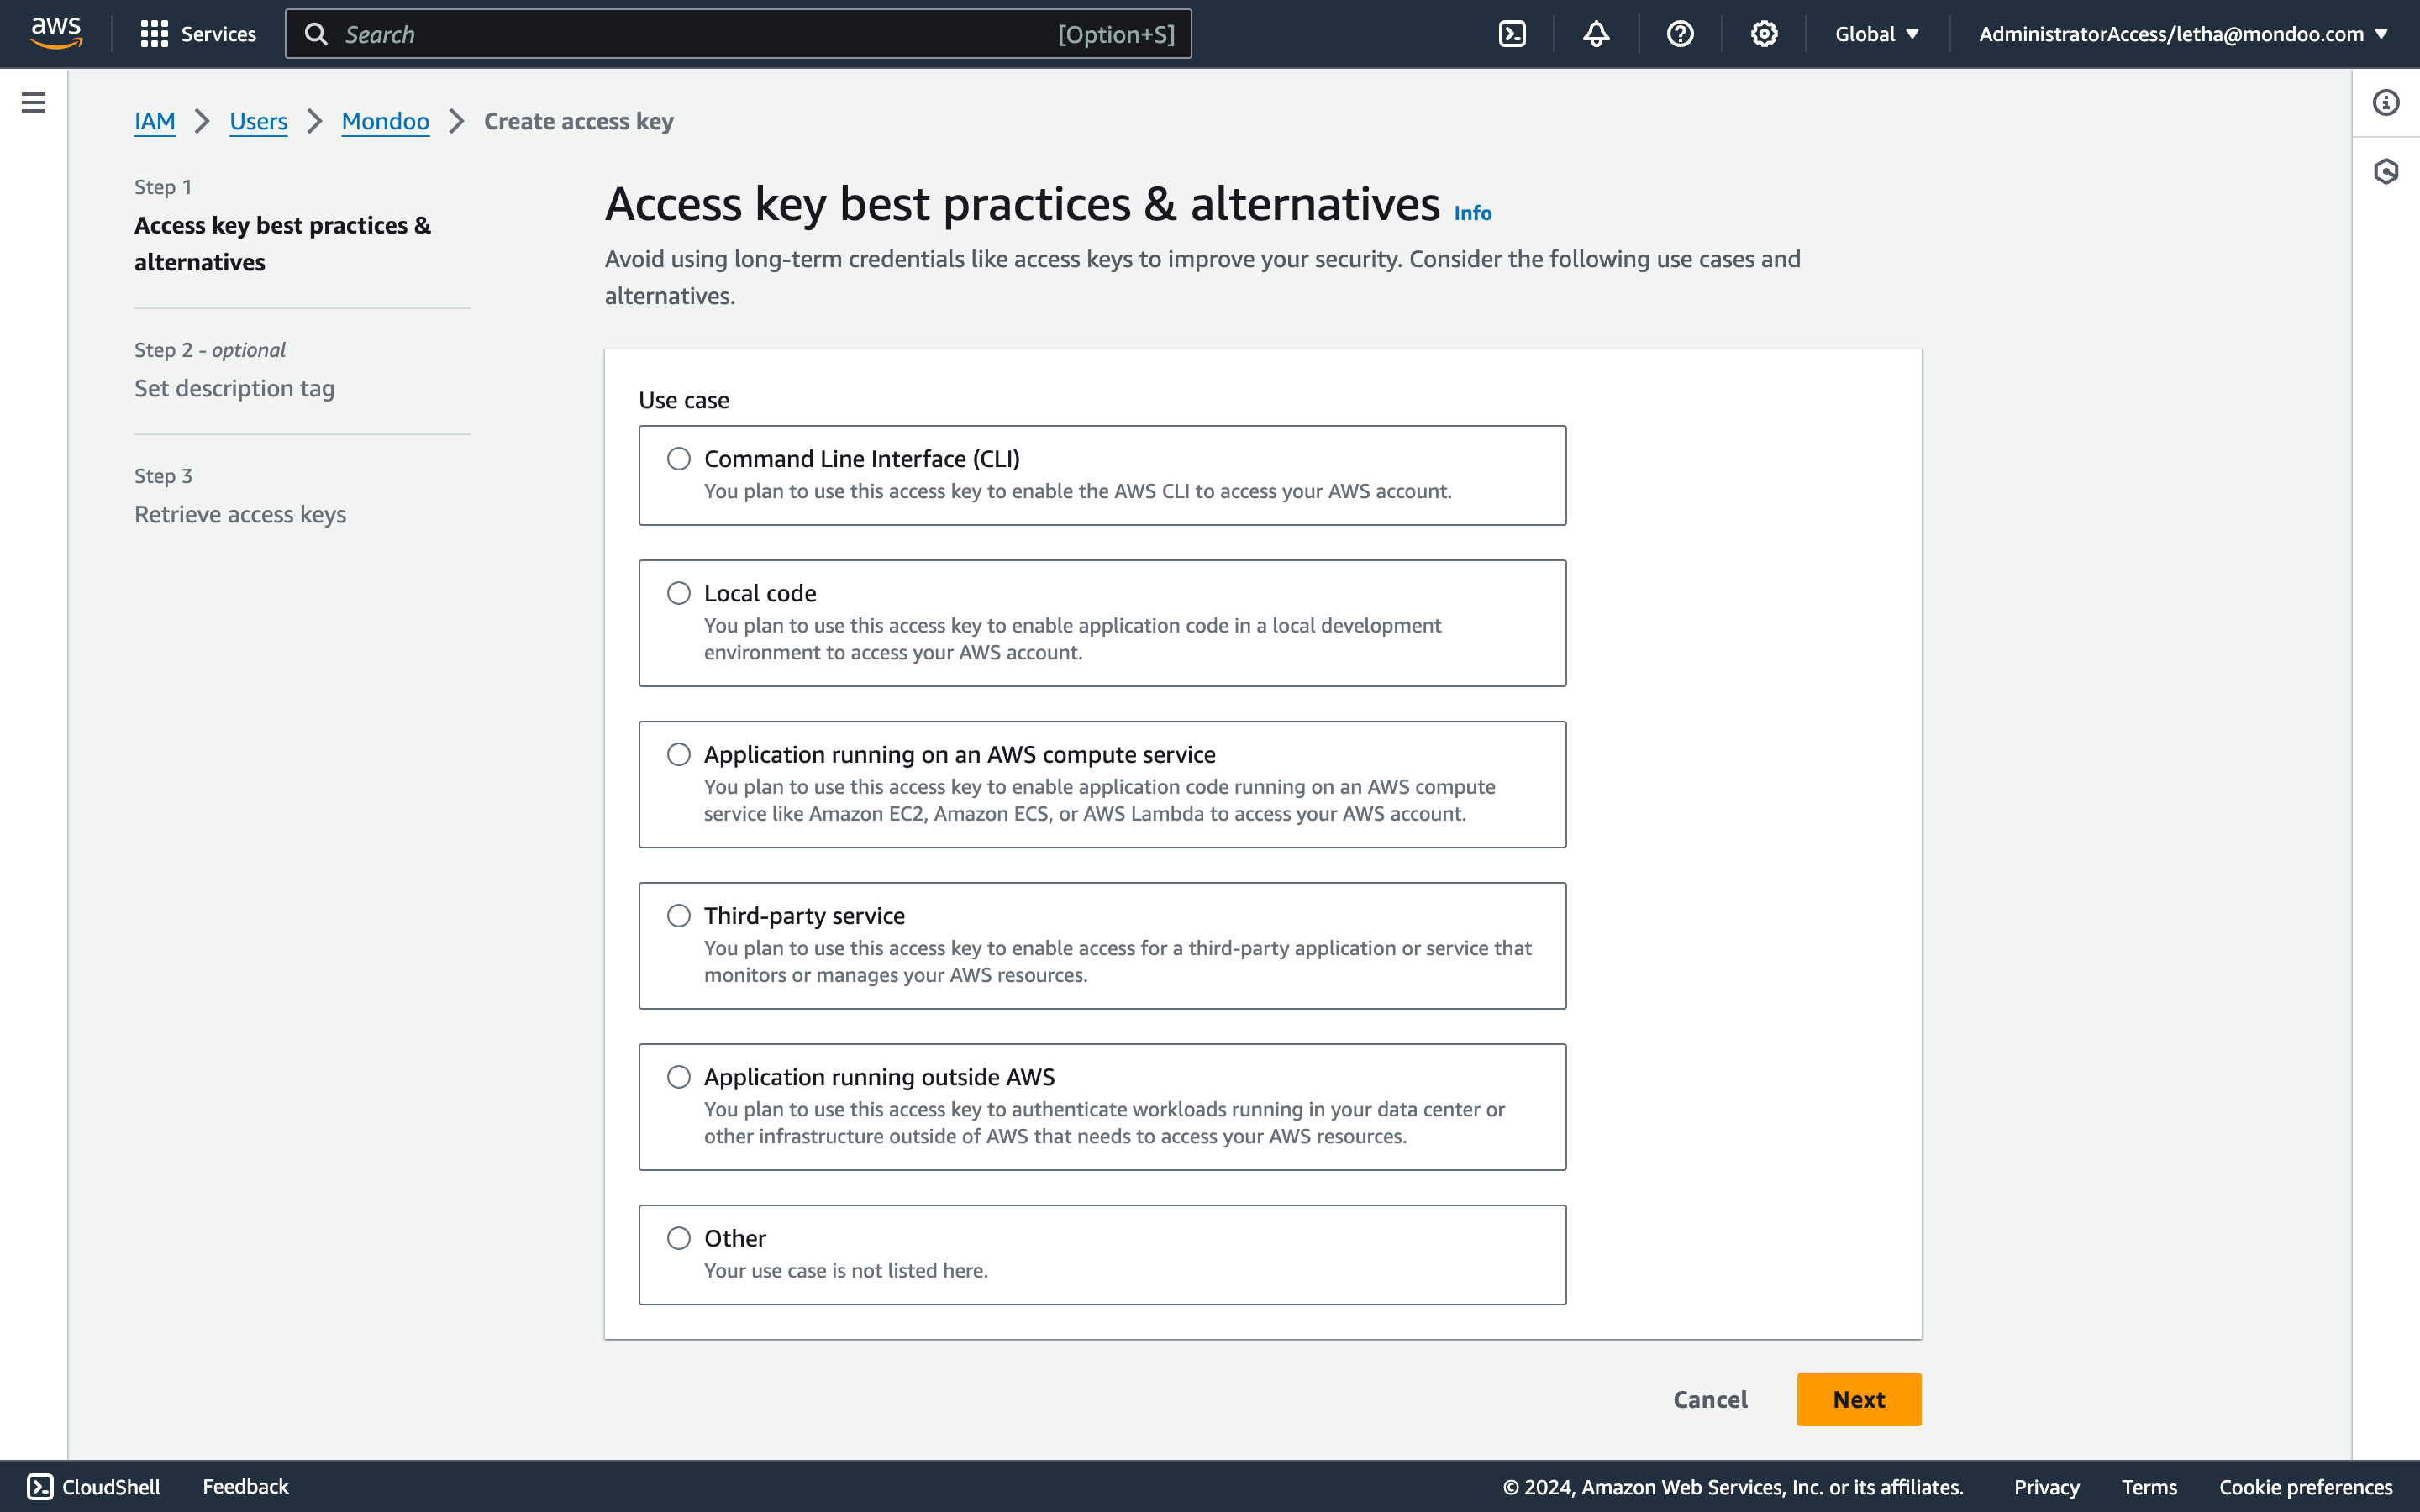 aws
Services
Search
[Option+S]
Global
AdministratorAccess/letha@mondoo.com
IAM
Users
Mondoo
Create access key
Step 1
Access key best practices &
alternatives
Step 2 - optional
Set description tag
Step 3
Retrieve access keys
Access key best practices & alternatives Info
Avoid using long-term credentials like access keys to improve your security. Consider the following use cases and
alternatives.
Use case
Command Line Interface (CLI)
You plan to use this access key to enable the AWS CLI to access your AWS account.
Local code
You plan to use this access key to enable application code in a local development
environment to access your AWS account.
Application running on an AWS compute service
You plan to use this access key to enable application code running on an AWS compute
service like Amazon EC2, Amazon ECS, or AWS Lambda to access your AWS account.
Third-party service
You plan to use this access key to enable access for a third-party application or service that
monitors or manages your AWS resources.
Application running outside AWS
You plan to use this access key to authenticate workloads running in your data center or
other infrastructure outside of AWS that needs to access your AWS resources.
Other
Your use case is not listed here.
Cancel
Next
CloudShell
Feedback
© 2024, Amazon Web Services, Inc. or its affiliates.
Privacy
Terms
Cookie preferences